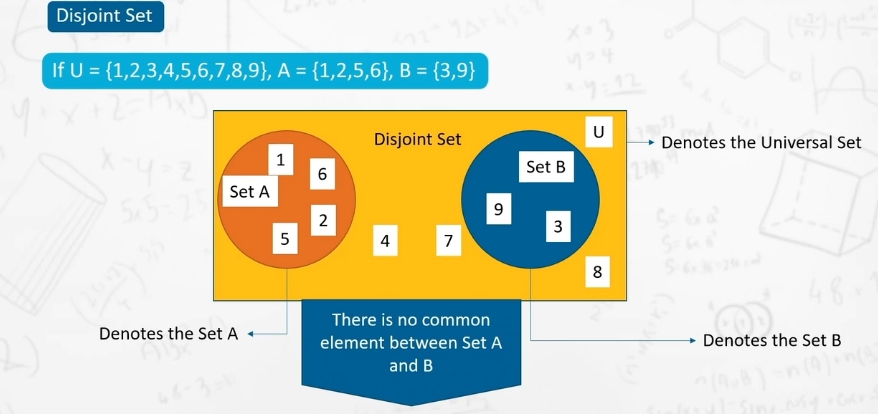 Disjoint Set
If U = {1,2,3,4,5,6,7,8,9}, A = {1,2,5,6}, B = {3,9}
Disjoint Set
U
Denotes the Universal Set
1
6
Set A
2
5
Set B
9
3
4
7
8
There is no common
element between Set A
and B
Denotes the Set A
Denotes the Set B